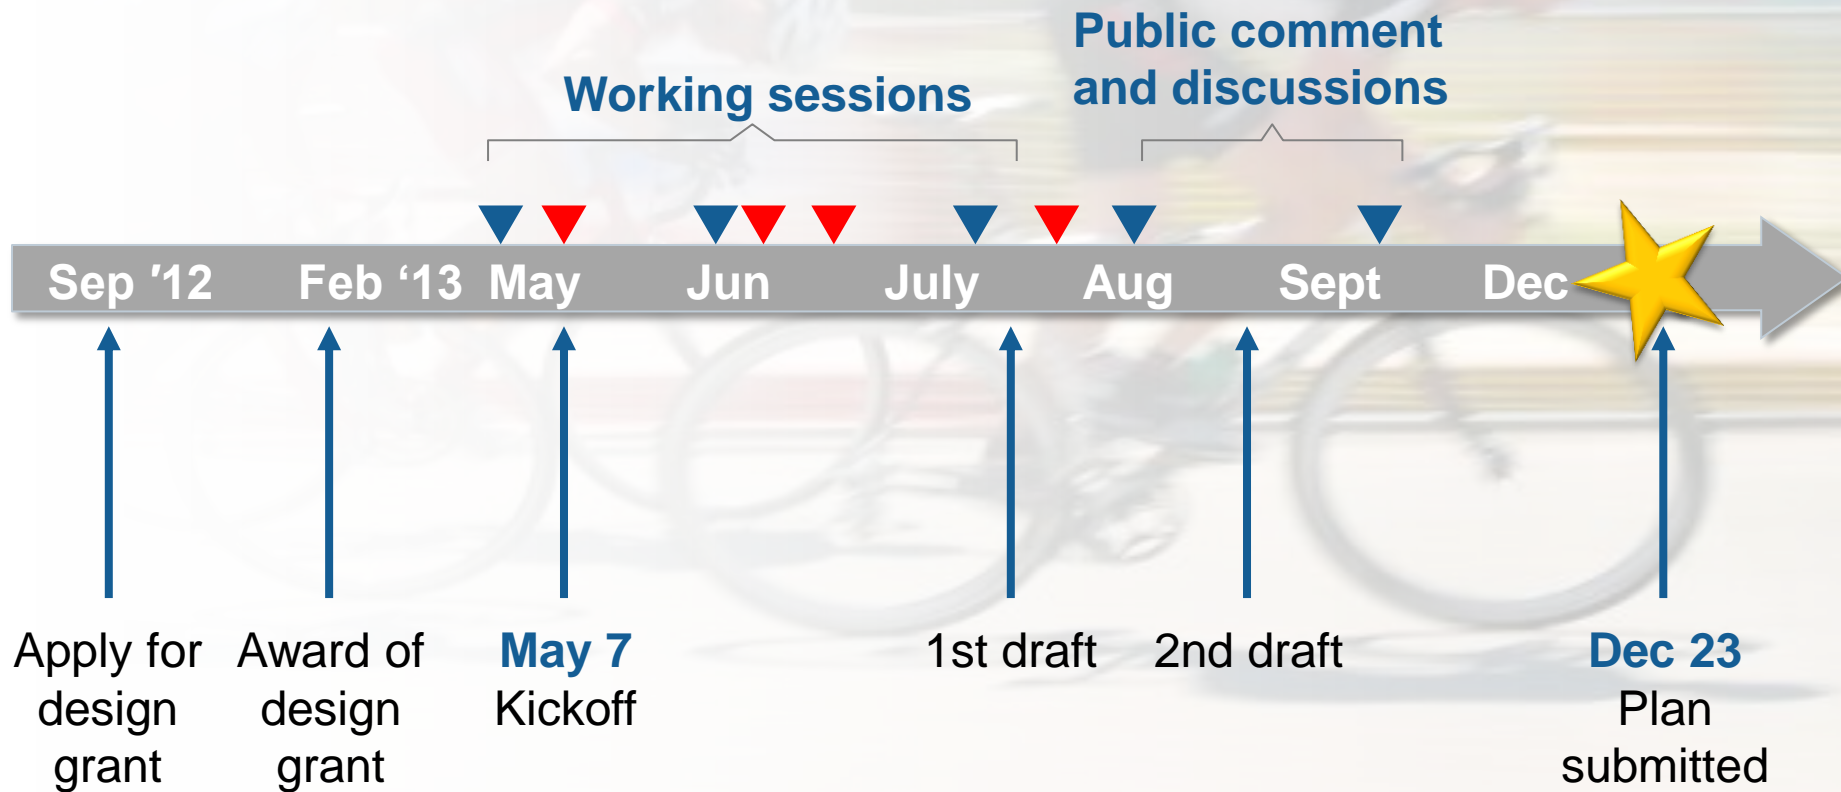 Public comment
and discussions
Working sessions
Sep '12
Feb ‘13
May
Jun
July
Aug
Sept
Dec
Apply for
design
grant
Award of
design
grant
May 7
Kickoff
1st draft
2nd draft
Dec 23
Plan
submitted